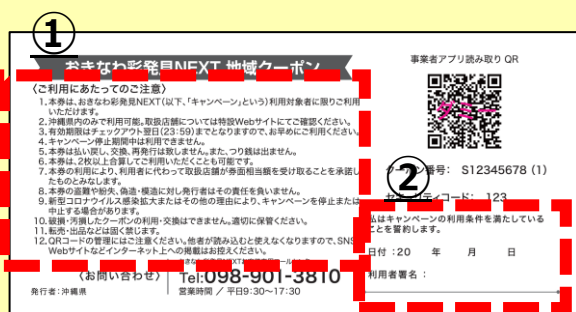 ①
おきなわ彩発見NEXT 地域クーポン
〈ご利用にあたってのご注意〉
1. 本券は、おきなわ彩発見NEXT(以下、「キャンペーン」という)利用対象者に限りご利用
いただけます。
2. 沖縄県内のみで利用可能。取扱店舗については特設Webサイトにてご確認ください。
3. 有効期限はチェックアウト翌日(23:59)までとなりますので、お早めにご利用ください。
4. キャンペーン停止期間中は利用できません。
5. 本券は払い戻し、交換、再発行は致しません。また、つり銭は出ません。
6. 本券は、2枚以上合算してご利用いただくことも可能です。
7. 本券の利用により、利用者に代わって取扱店舗が券面相当額を受け取ることを承諾し
たものとみなします。
8. 本券の盗難や紛失、偽造・模造に対し発行者はその責任を負いません。
9. 新型コロナウイルス感染拡大またはその他の理由により、キャンペーンを停止または
中止する場合があります。
10. 破損・汚損したクーポンの利用・交換はできません。適切に保管ください。
11. 転売・出品などは固く禁じます。
12. QRコードの管理にはご注意ください。他者が読み込むと使えなくなりますので、SNS
Webサイトなどインターネット上への掲載はお控えください。
〈お問い合わせ〉
Tel:098-901-3810
発行者:沖縄県
営業時間 / 平日9:30〜17:30
事業者アプリ読み取り QR
ダミー
②
番号: S12345678 (1)
コード: 123
私はキャンペーンの利用条件を満たしている
ことを誓約します。
日付:20 年 月 日
利用者署名: